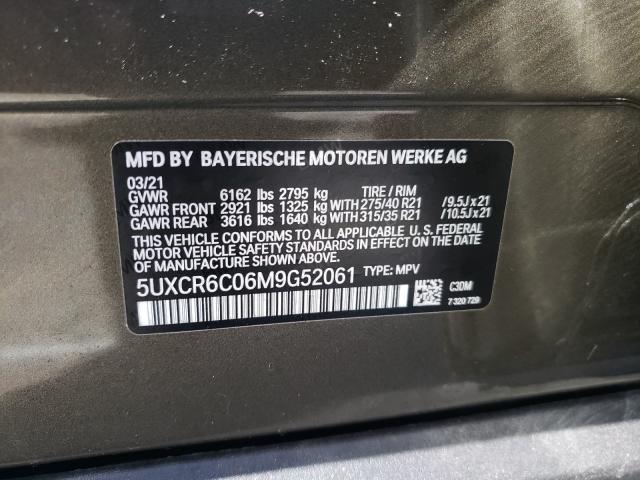 MFD BY BAYERISCHE MOTOREN WERKE AG
03/21
GVWR 6162 lbs 2795 kg TIRE / RIM
GAWR FRONT 2921 lbs 1325 kg WITH 275/40 R21 /9.5J x 21
GAWR REAR 3616 lbs 1640 kg WITH 315/35 R21 /10.5J x 21
THIS VEHICLE CONFORMS TO ALL APPLICABLE U.S. FEDERAL
MOTOR VEHICLE SAFETY STANDARDS IN EFFECT ON THE DATE OF
MANUFACTURE SHOWN ABOVE.
5UXCR6C06M9G52061 TYPE: MPV
C3DM
7 320 729